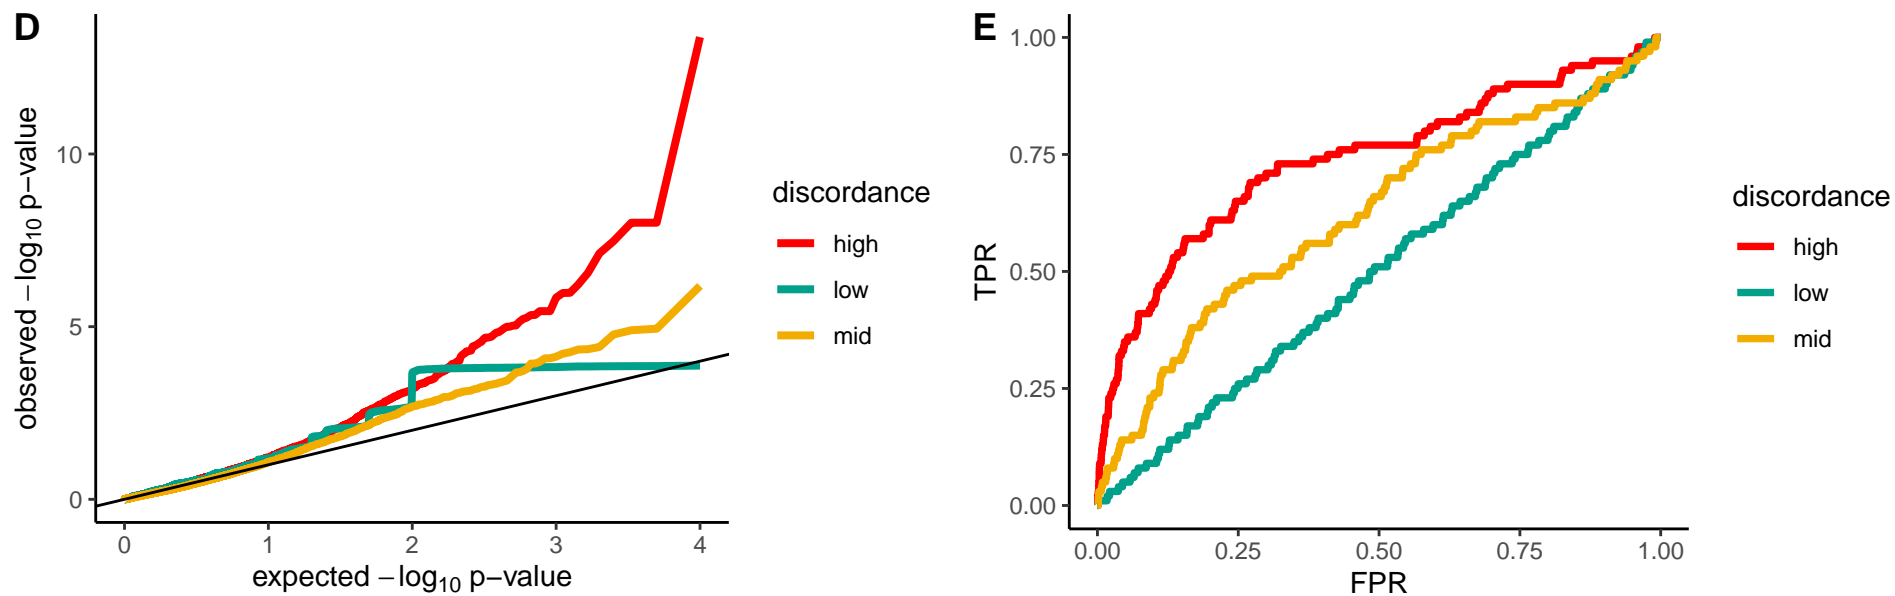 D
observed −log10 p−value
10
5
0
0 1 2 3 4
expected −log10 p−value
discordance
high
low
mid
E
TPR
1.00
0.75
0.50
0.25
0.00
0.00 0.25 0.50 0.75 1.00
FPR
discordance
high
low
mid